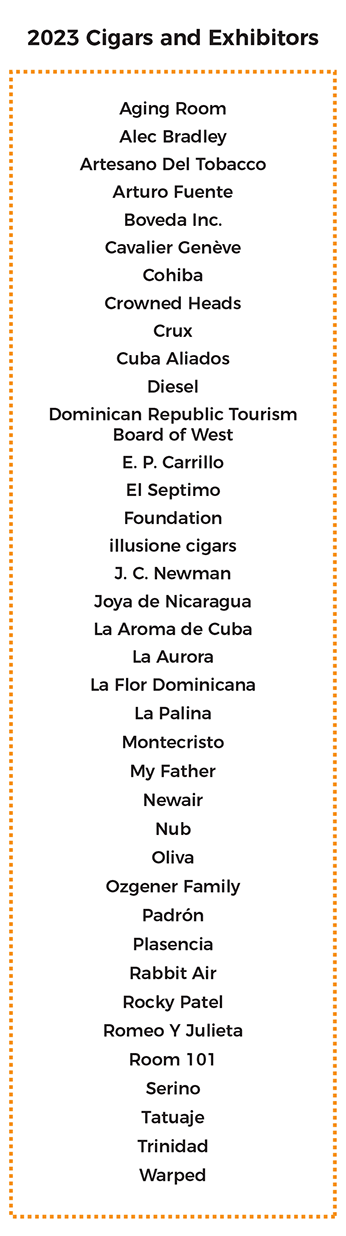 2023 Cigars and Exhibitors
Aging Room
Alec Bradley
Artesano Del Tobacco
Arturo Fuente
Boveda Inc.
Cavalier Genève
Cohiba
Crowned Heads
Crux
Cuba Aliados
Diesel
Dominican Republic Tourism
Board of West
E. P. Carrillo
El Septimo
Foundation
illusione cigars
J. C. Newman
Joya de Nicaragua
La Aroma de Cuba
La Aurora
La Flor Dominicana
La Palina
Montecristo
My Father
Newair
Nub
Oliva
Ozgener Family
Padrón
Plasencia
Rabbit Air
Rocky Patel
Romeo Y Julieta
Room 101
Serino
Tatuaje
Trinidad
Warped